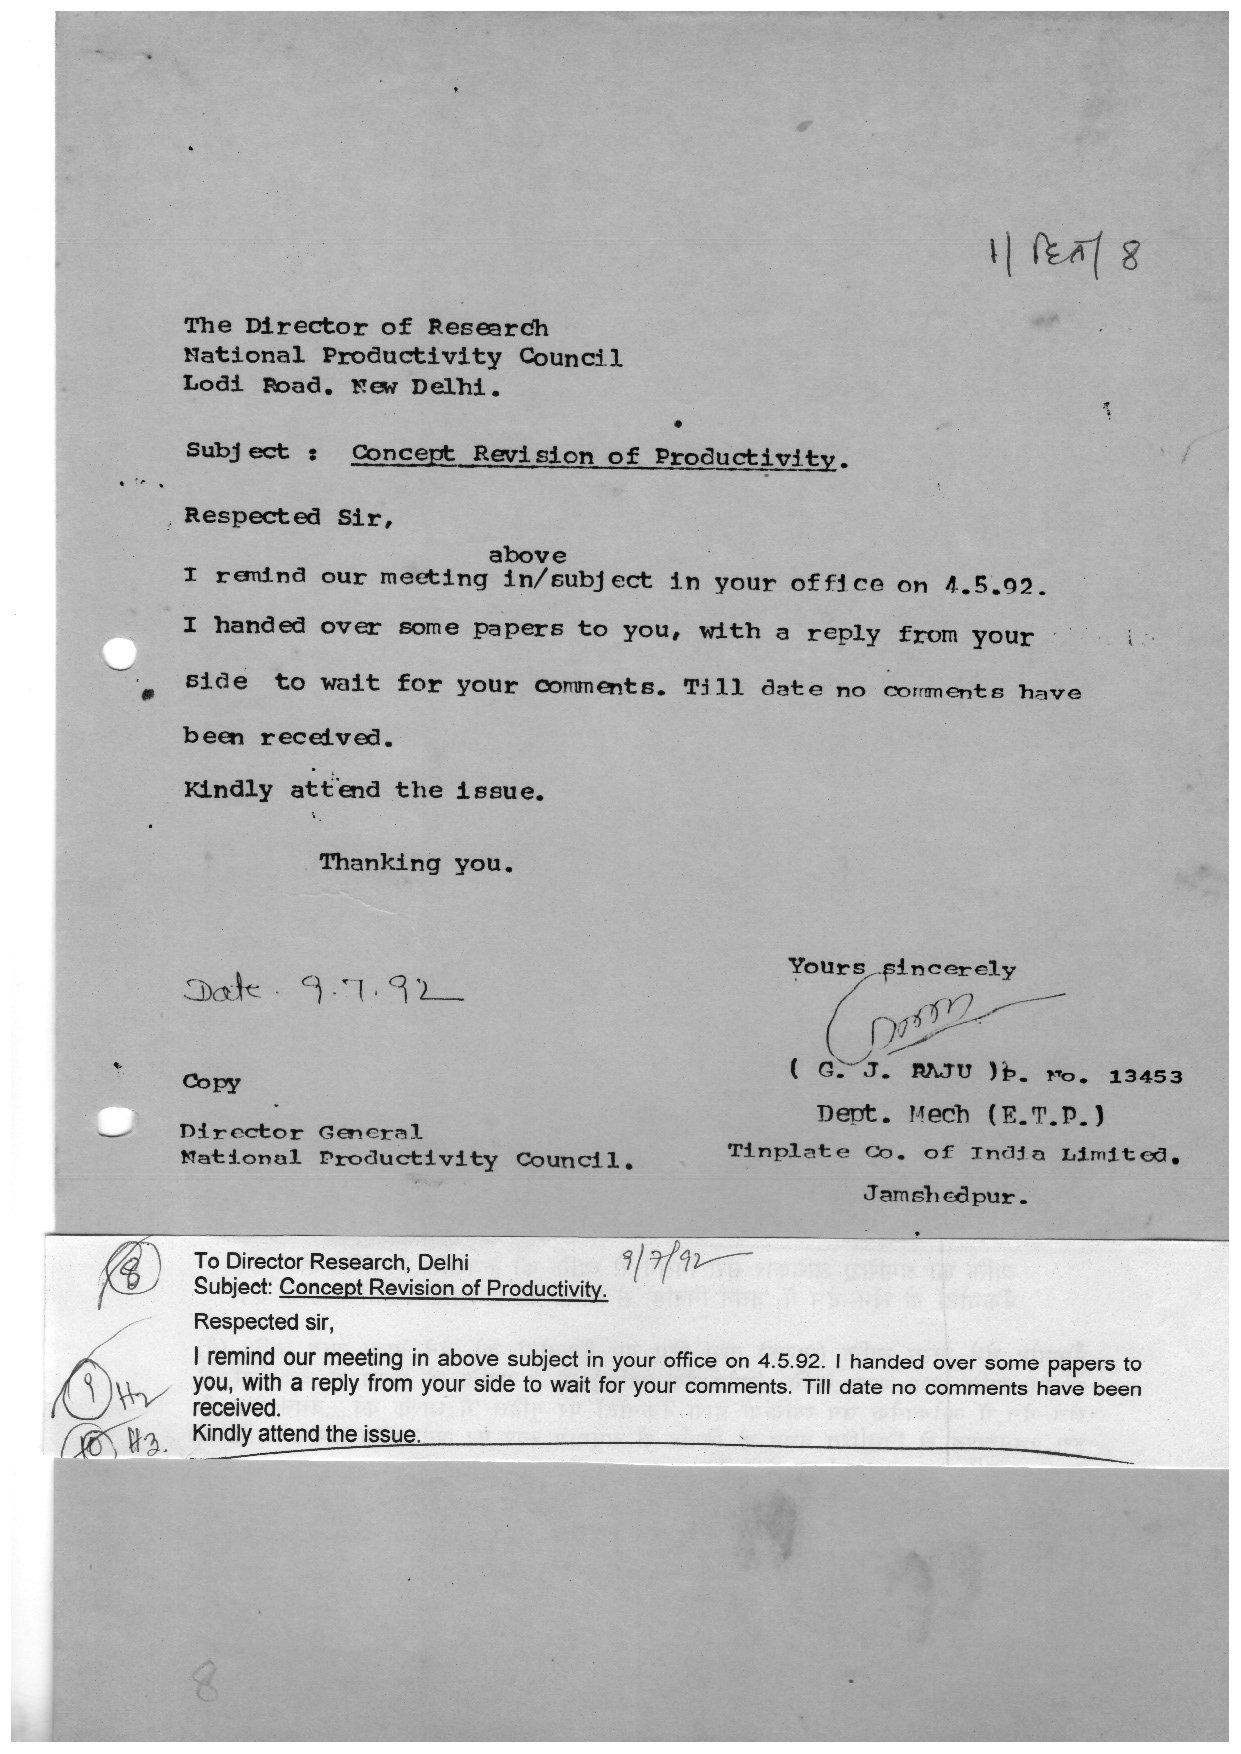 1/ हिन्त/ 8
The Director of Research
National Productivity Council
Lodi Road. New Delhi.
Subject : Concept Revision of Productivity.
Respected Sir,
above
I remind our meeting in/subject in your office on 4.5.92.
I handed over some papers to you, with a reply from your
side to wait for your comments. Till date no comments have
been received.
Kindly attend the issue.
Thanking you.
Date. 9.7.92
Yours sincerely
( G. J. RAJU )P. No. 13453
Dept. Mech (E.T.P.)
Tinplate Co. of India Limited.
Jamshedpur.
Copy
Director General
National Productivity Council.
8
To Director Research, Delhi 9/7/92
Subject: Concept Revision of Productivity.
Respected sir,
I remind our meeting in above subject in your office on 4.5.92. I handed over some papers to
you, with a reply from your side to wait for your comments. Till date no comments have been
received.
Kindly attend the issue.
9 H2
10 H3.
8